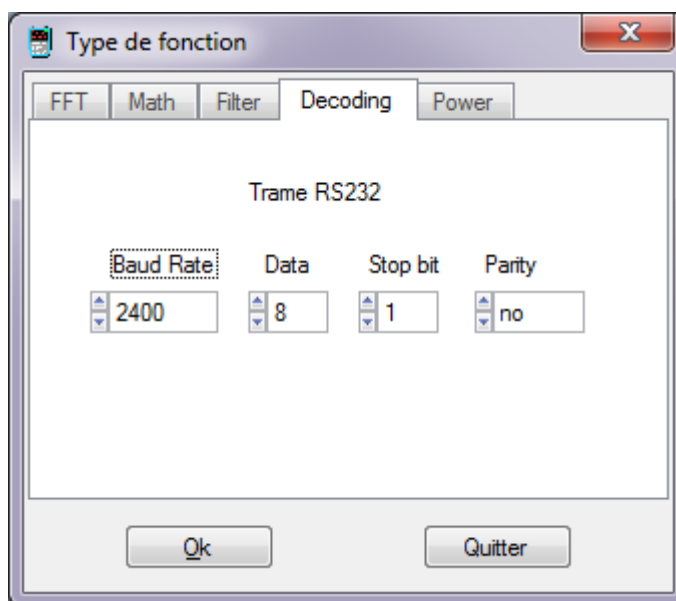 Type de fonction
FFT Math Filter Decoding Power
Trame RS232
Baud Rate Data Stop bit Parity
2400 8 1 no
Ok Quitter